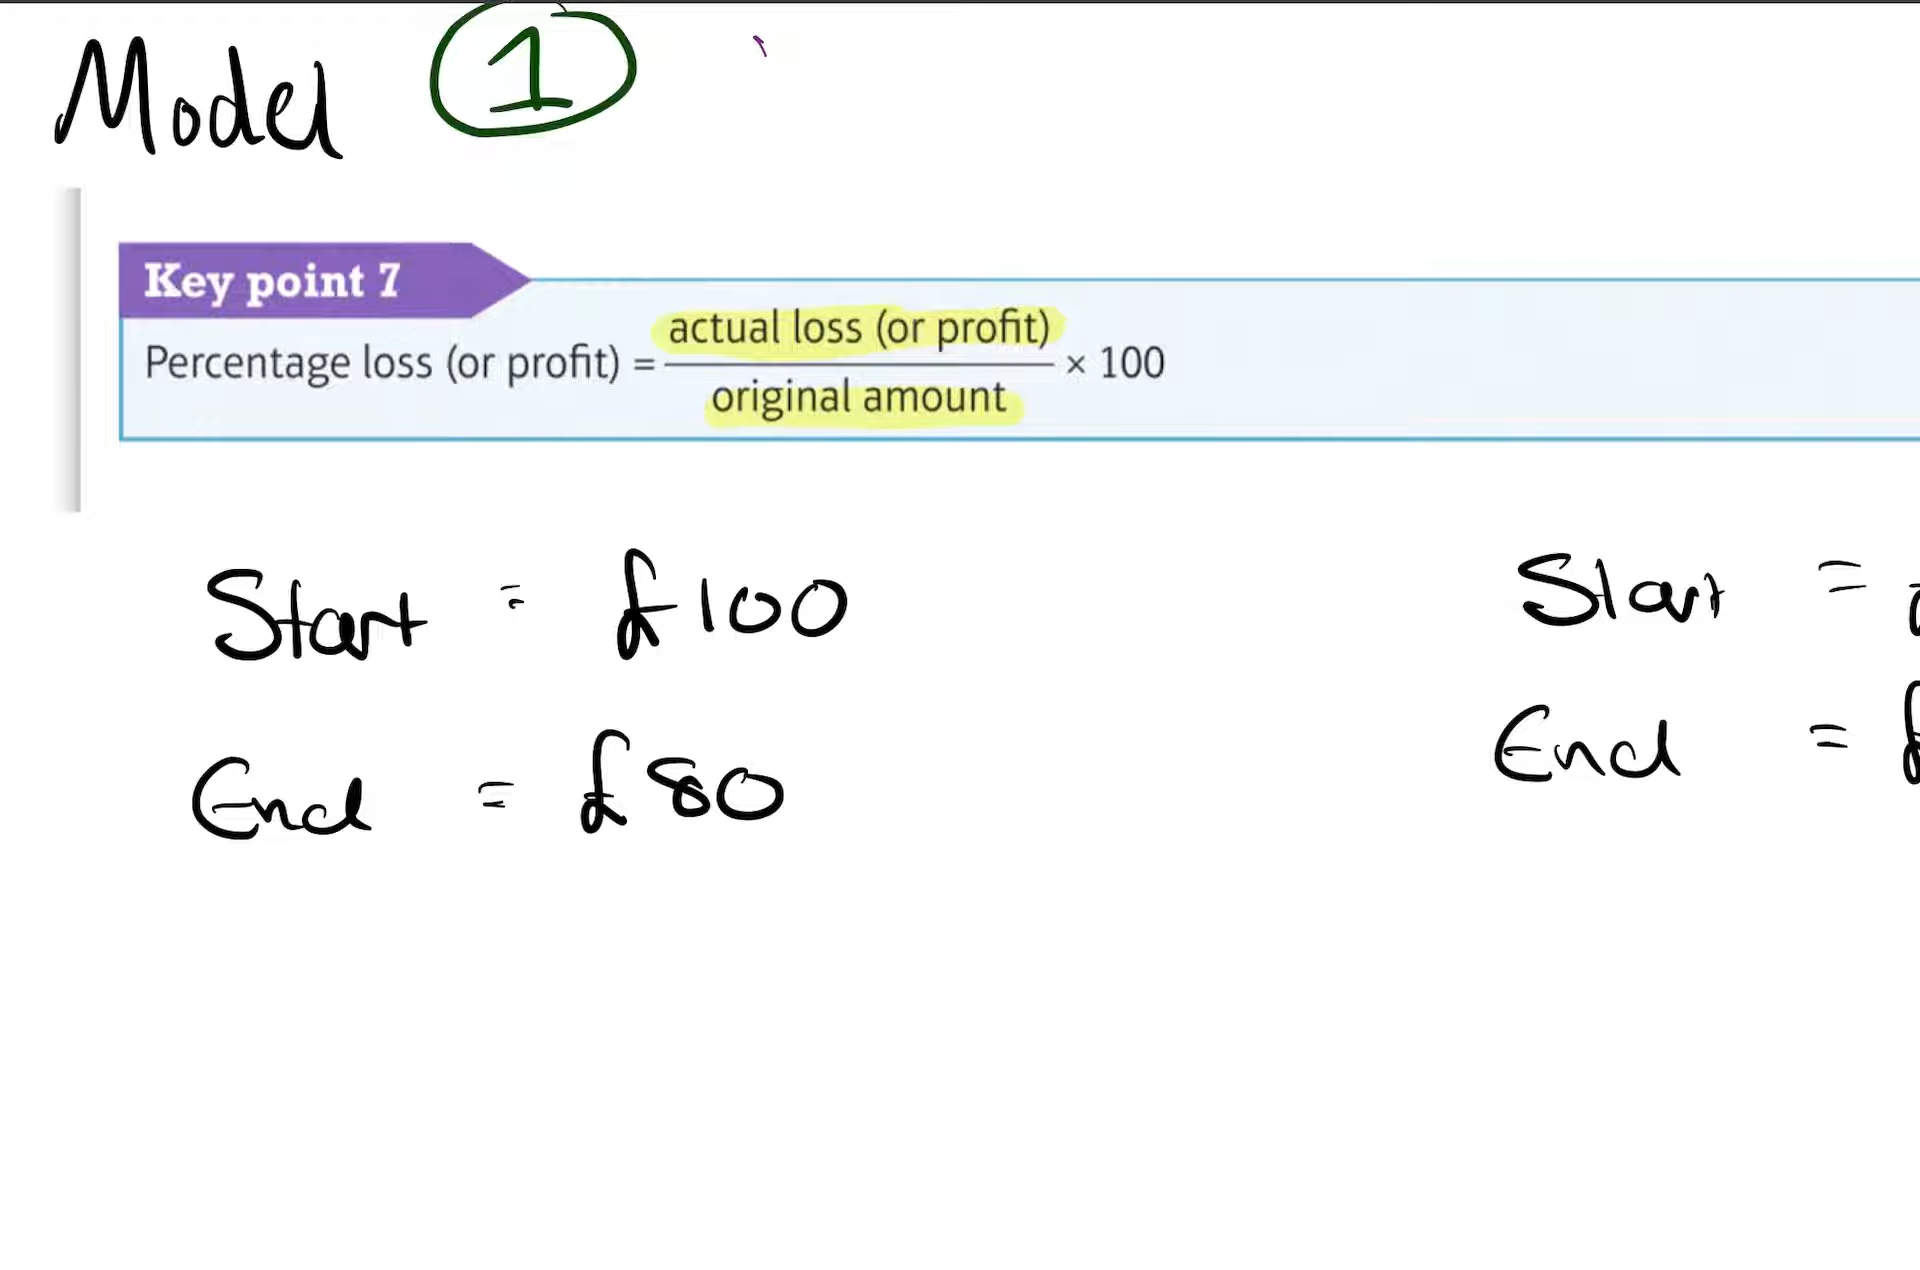 Model 1
Key point 7
Percentage loss (or profit) = actual loss (or profit) / original amount × 100
Start = £100
End = £80
Start =
End = £